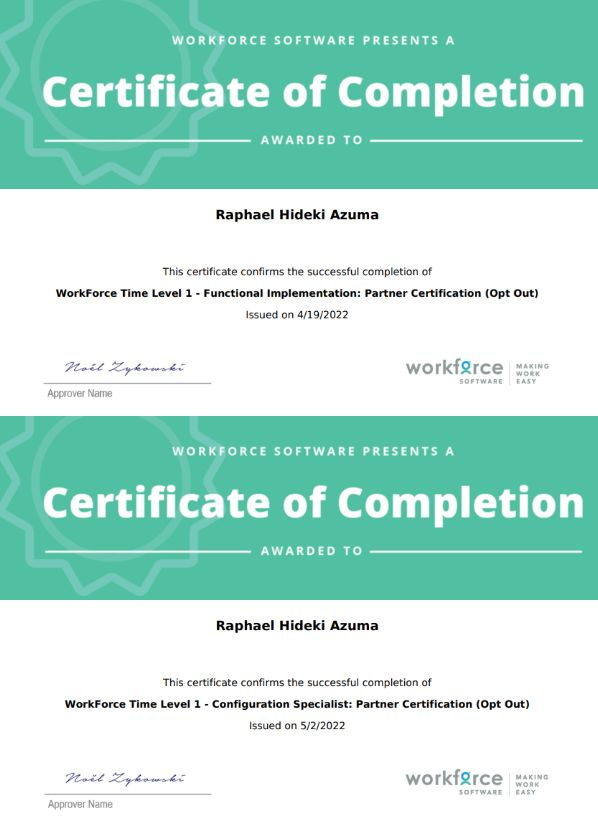 WORKFORCE SOFTWARE PRESENTS A
Certificate of Completion
AWARDED TO
Raphael Hideki Azuma
This certificate confirms the successful completion of
WorkForce Time Level 1 - Functional Implementation: Partner Certification (Opt Out)
Issued on 4/19/2022
Noël Zykowski
Approver Name
workforce
SOFTWARE
MAKING
WORK
EASY
WORKFORCE SOFTWARE PRESENTS A
Certificate of Completion
AWARDED TO
Raphael Hideki Azuma
This certificate confirms the successful completion of
WorkForce Time Level 1 - Configuration Specialist: Partner Certification (Opt Out)
Issued on 5/2/2022
Noël Zykowski
Approver Name
workforce
SOFTWARE
MAKING
WORK
EASY